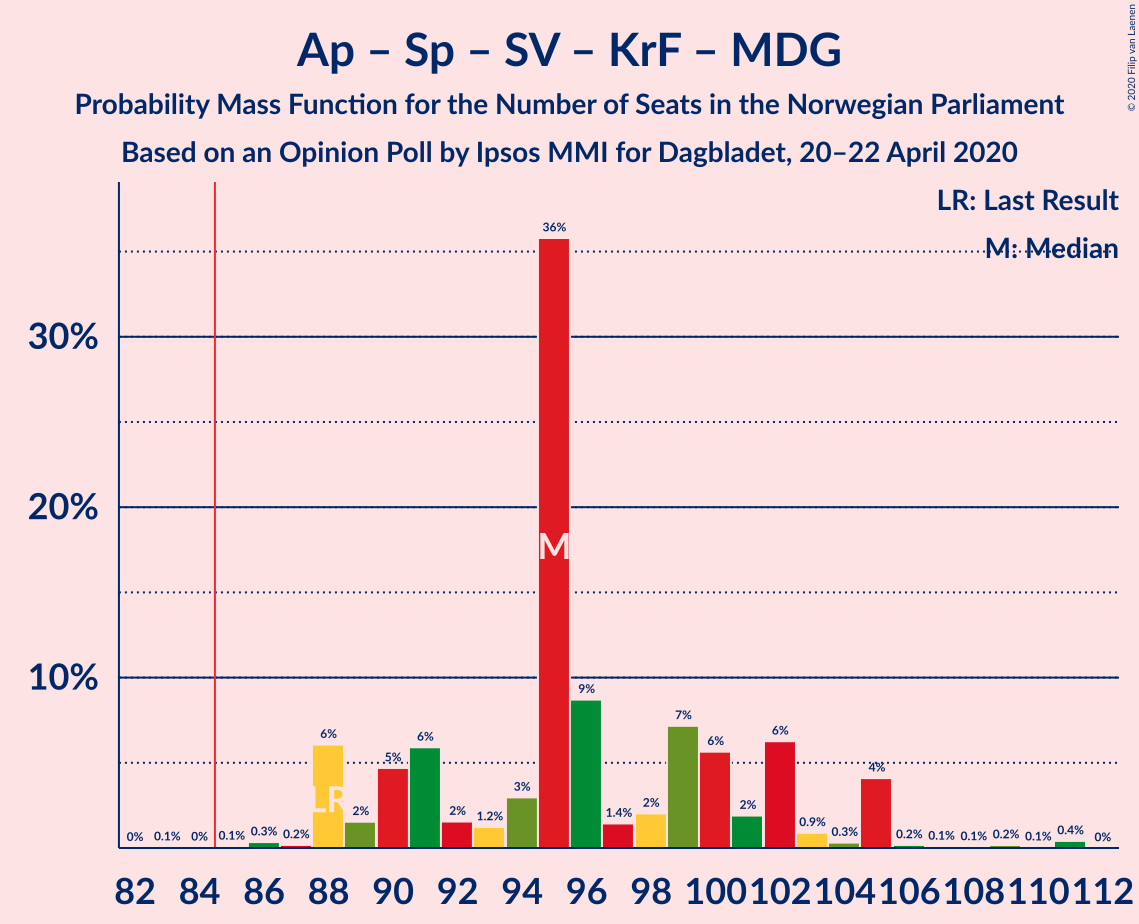 Ap – Sp – SV – KrF – MDG
Probability Mass Function for the Number of Seats in the Norwegian Parliament
Based on an Opinion Poll by Ipsos MMI for Dagbladet, 20–22 April 2020
© 2020 Filip van Laenen
LR: Last Result
M: Median
30%
20%
10%
0% 0.1% 0% 0.1% 0.3% 0.2% 6% 2% 5% 6% 2% 1.2% 3% 36% 9% 1.4% 2% 7% 6% 2% 6% 0.9% 0.3% 4% 0.2% 0.1% 0.1% 0.2% 0.1% 0.4% 0%
LR
M
82 84 86 88 90 92 94 96 98 100 102 104 106 108 110 112